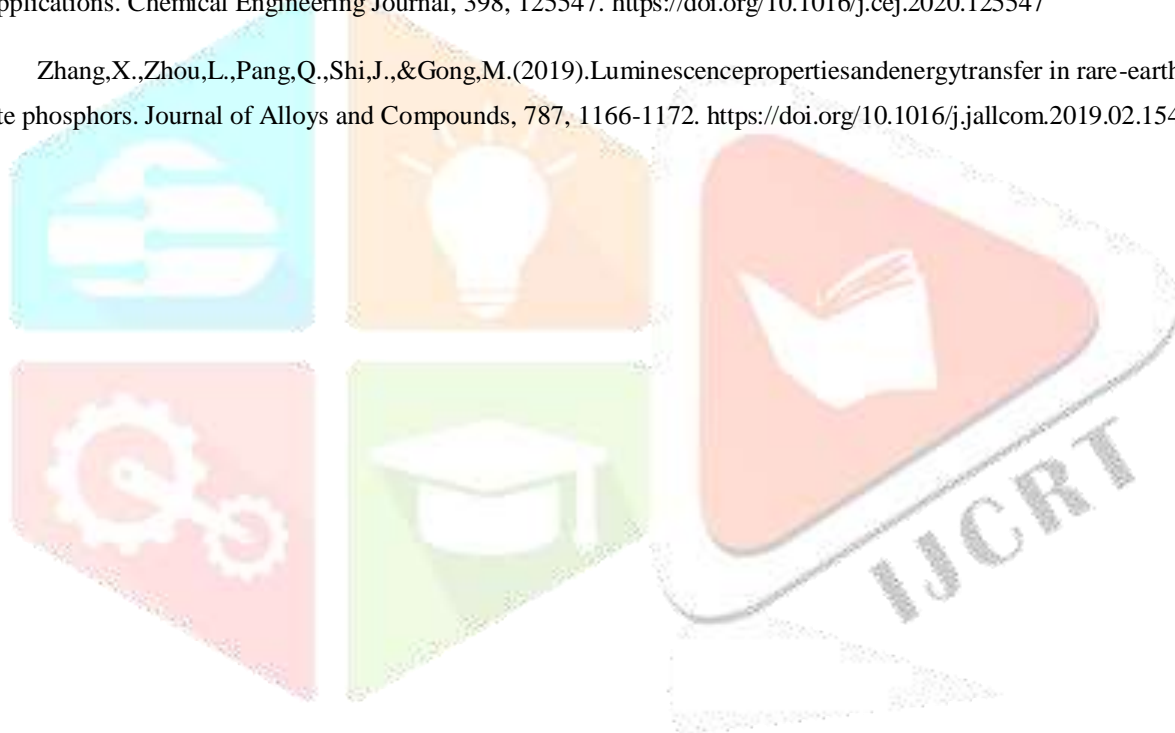 pplications. Chemical Engineering Journal, 398, 125547. https://doi.org/10.1016/j.cej.2020.125547
Zhang,X.,Zhou,L.,Pang,Q.,Shi,J.,&Gong,M.(2019).Luminescencepropertiesandenergytransfer in rare-earth
te phosphors. Journal of Alloys and Compounds, 787, 1166-1172. https://doi.org/10.1016/j.jallcom.2019.02.154
IJCRT